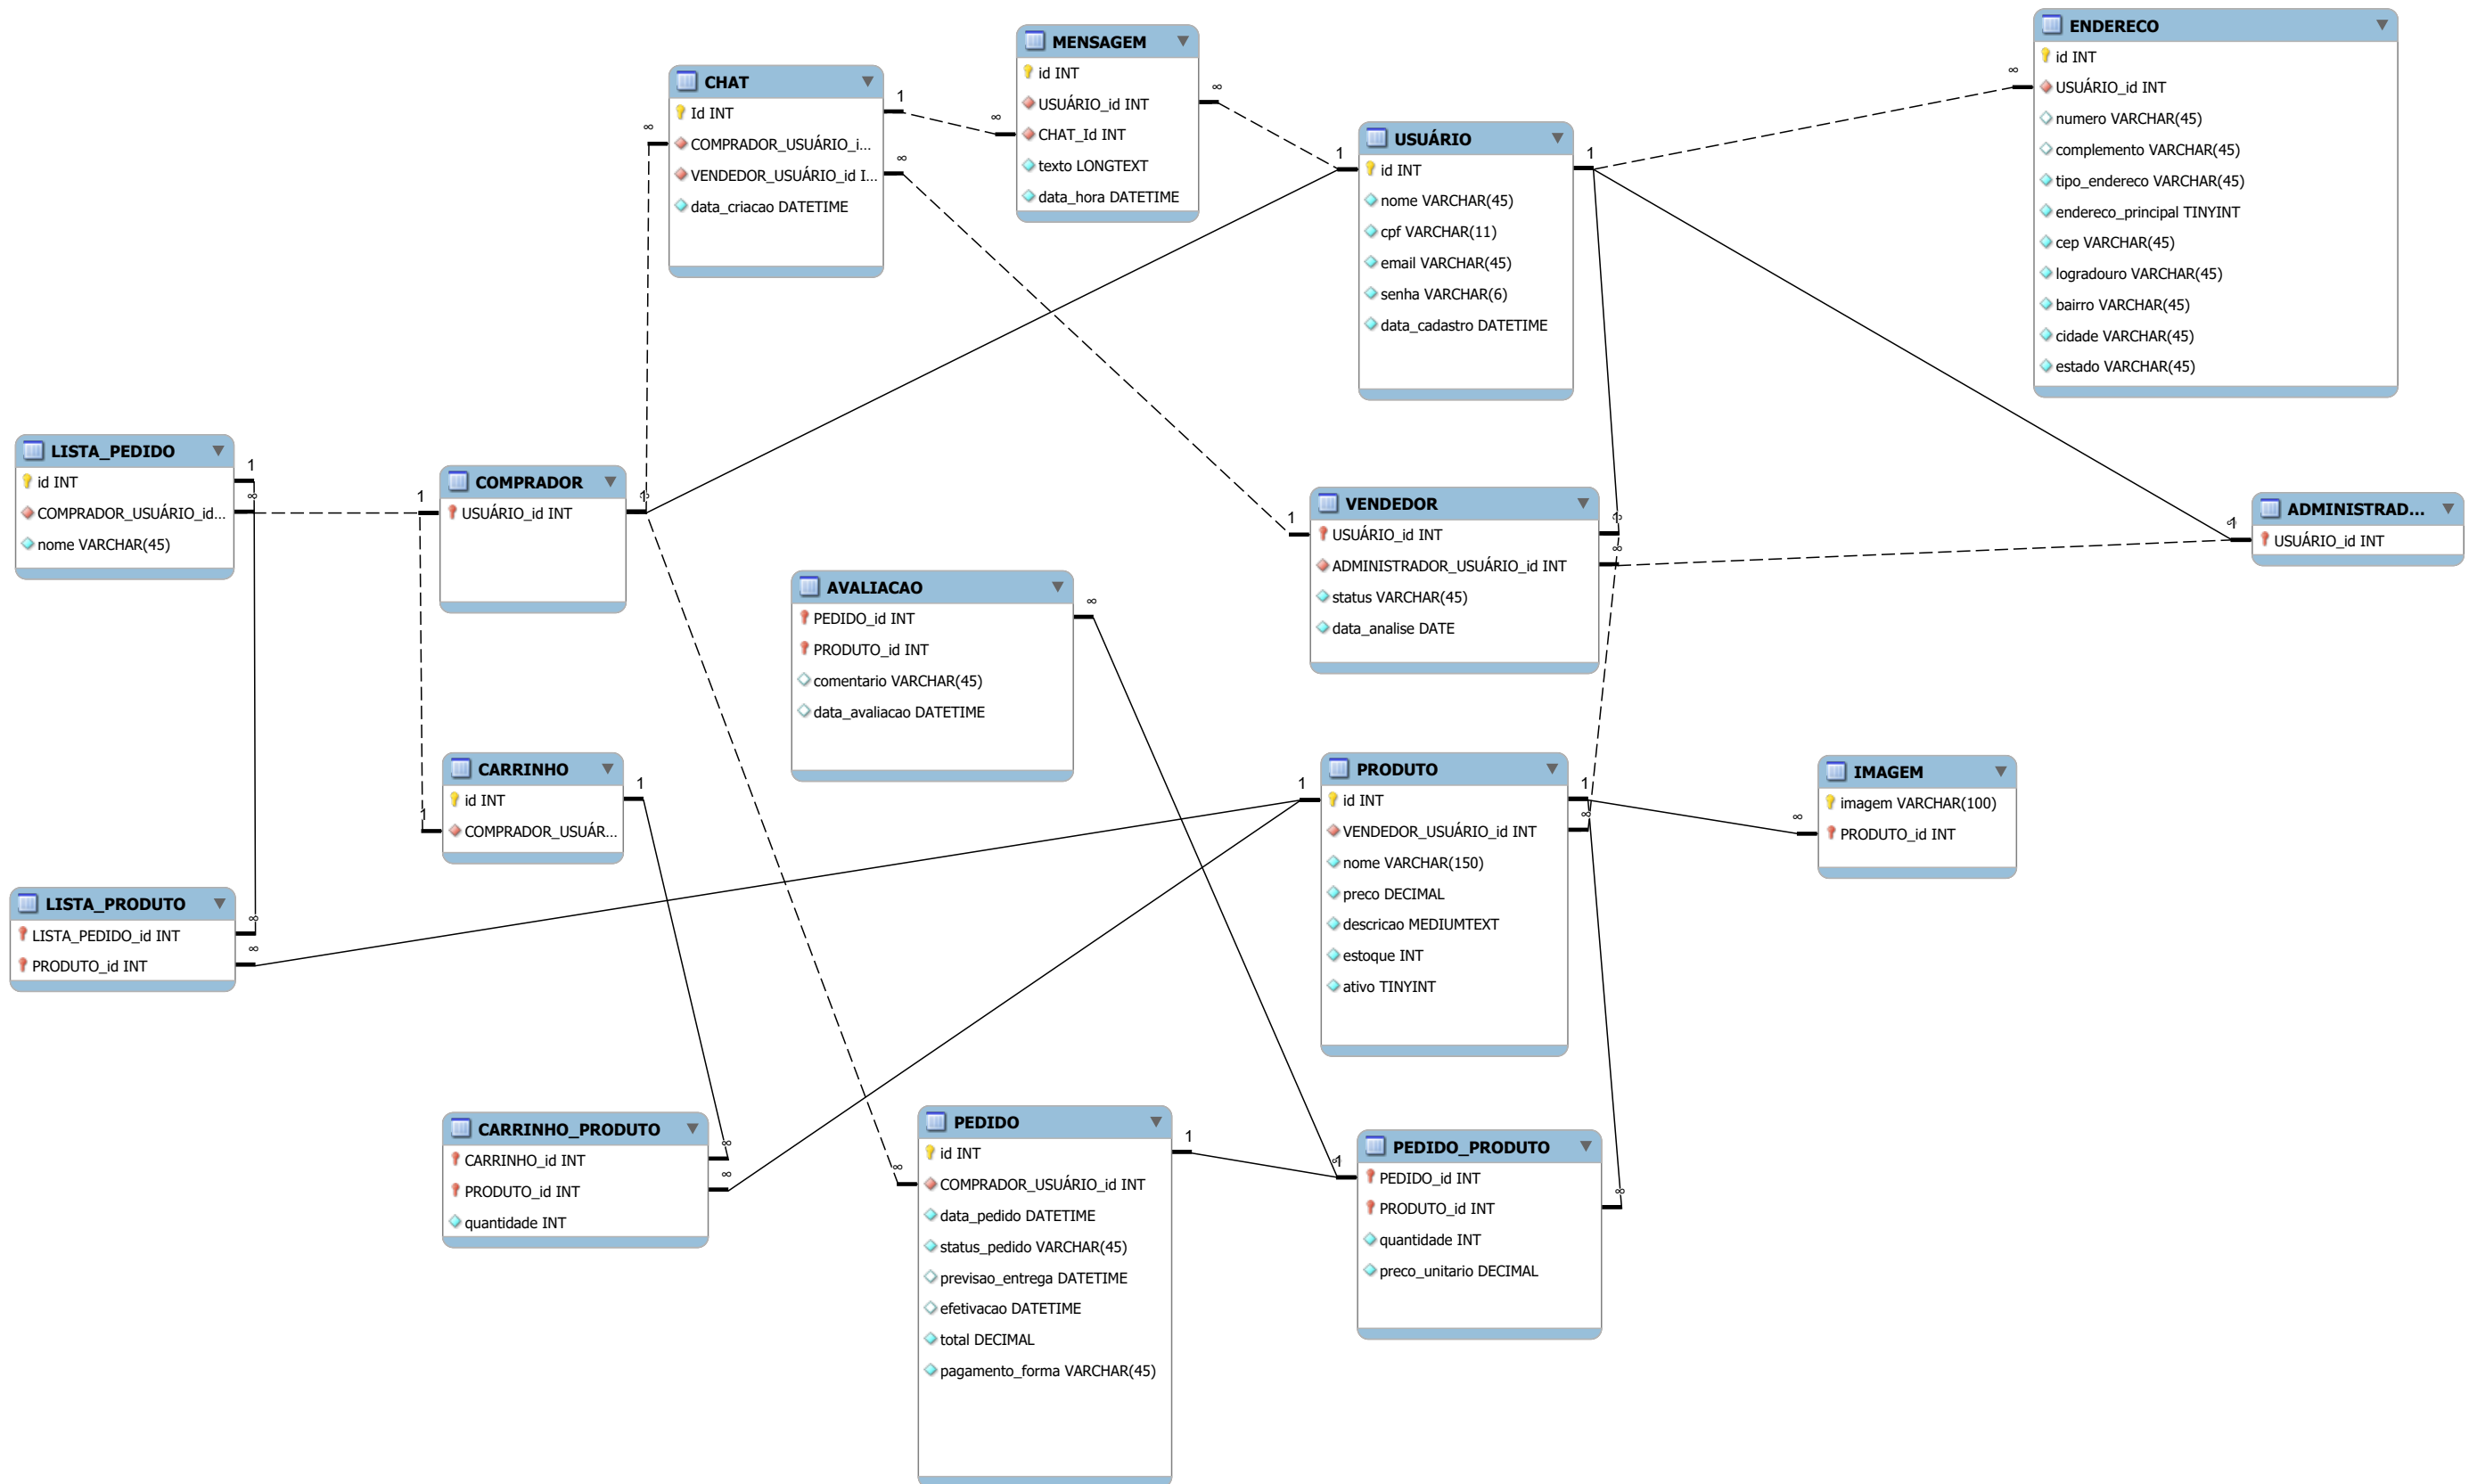 MENSAGEM
id INT
USUÁRIO_id INT
CHAT_Id INT
texto LONGTEXT
data_hora DATETIME
ENDERECO
id INT
USUÁRIO_id INT
numero VARCHAR(45)
complemento VARCHAR(45)
tipo_endereco VARCHAR(45)
endereco_principal TINYINT
cep VARCHAR(45)
logradouro VARCHAR(45)
bairro VARCHAR(45)
cidade VARCHAR(45)
estado VARCHAR(45)
CHAT
Id INT
COMPRADOR_USUÁRIO_i...
VENDEDOR_USUÁRIO_id I...
data_criacao DATETIME
USUÁRIO
id INT
nome VARCHAR(45)
cpf VARCHAR(11)
email VARCHAR(45)
senha VARCHAR(6)
data_cadastro DATETIME
LISTA_PEDIDO
id INT
COMPRADOR_USUÁRIO_id...
nome VARCHAR(45)
COMPRADOR
USUÁRIO_id INT
VENDEDOR
USUÁRIO_id INT
ADMINISTRADOR_USUÁRIO_id INT
status VARCHAR(45)
data_analise DATE
ADMINISTRAD...
USUÁRIO_id INT
AVALIACAO
PEDIDO_id INT
PRODUTO_id INT
comentario VARCHAR(45)
data_avaliacao DATETIME
CARRINHO
id INT
COMPRADOR_USUÁR...
PRODUTO
id INT
VENDEDOR_USUÁRIO_id INT
nome VARCHAR(150)
preco DECIMAL
descricao MEDIUMTEXT
estoque INT
ativo TINYINT
IMAGEM
imagem VARCHAR(100)
PRODUTO_id INT
LISTA_PRODUTO
LISTA_PEDIDO_id INT
PRODUTO_id INT
CARRINHO_PRODUTO
CARRINHO_id INT
PRODUTO_id INT
quantidade INT
PEDIDO
id INT
COMPRADOR_USUÁRIO_id INT
data_pedido DATETIME
status_pedido VARCHAR(45)
previsao_entrega DATETIME
efetivacao DATETIME
total DECIMAL
pagamento_forma VARCHAR(45)
PEDIDO_PRODUTO
PEDIDO_id INT
PRODUTO_id INT
quantidade INT
preco_unitario DECIMAL